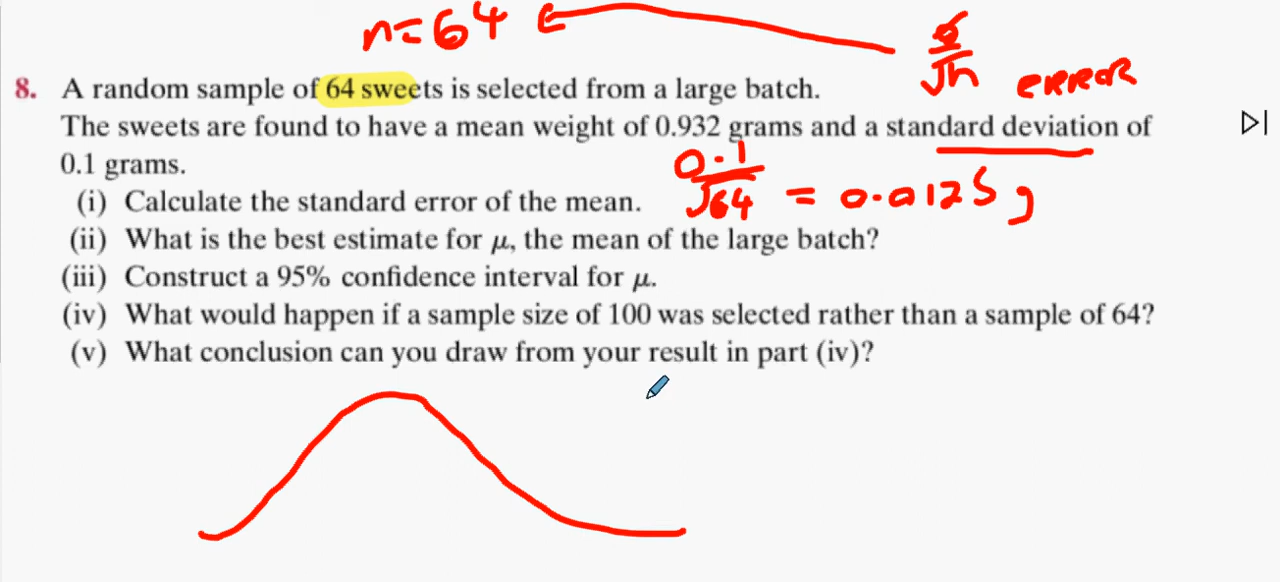 n=64
σ/√n ERROR
8. A random sample of 64 sweets is selected from a large batch.
The sweets are found to have a mean weight of 0.932 grams and a standard deviation of
0.1 grams.
(i) Calculate the standard error of the mean.
0.1/√64 = 0.0125g
(ii) What is the best estimate for μ, the mean of the large batch?
(iii) Construct a 95% confidence interval for μ.
(iv) What would happen if a sample size of 100 was selected rather than a sample of 64?
(v) What conclusion can you draw from your result in part (iv)?